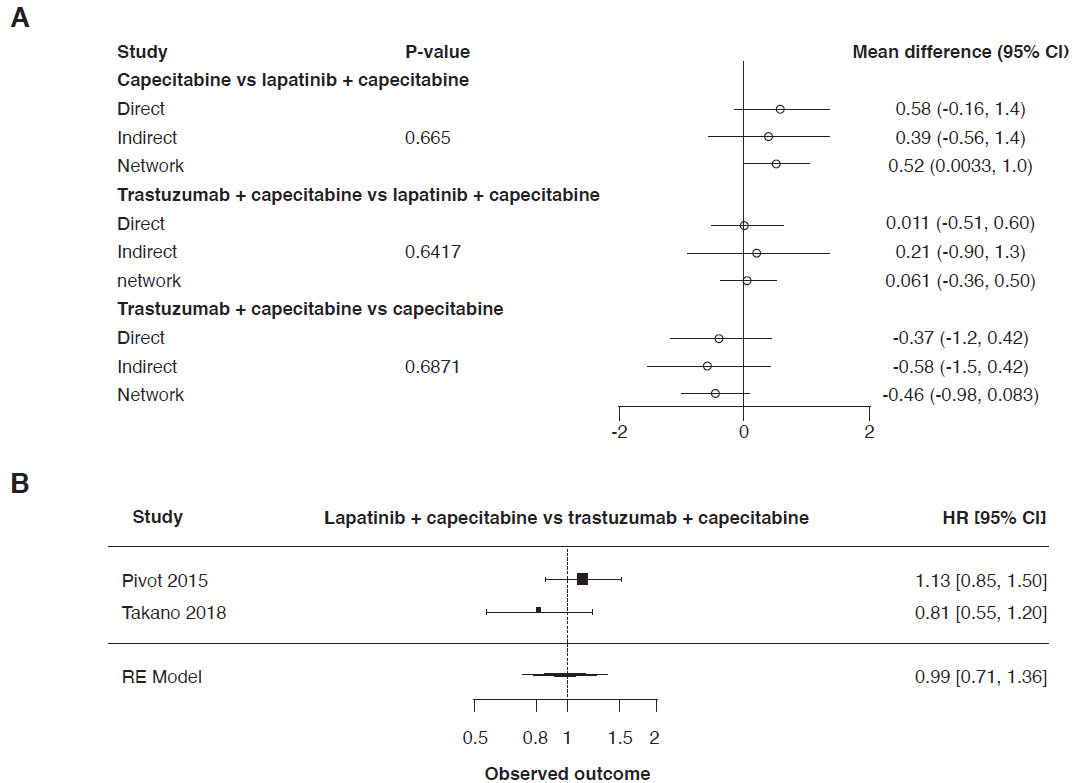 A
Study P-value Mean difference (95% CI)
Capecitabine vs lapatinib + capecitabine
Direct 0.58 (-0.16, 1.4)
Indirect 0.665 0.39 (-0.56, 1.4)
Network 0.52 (0.0033, 1.0)
Trastuzumab + capecitabine vs lapatinib + capecitabine
Direct 0.011 (-0.51, 0.60)
Indirect 0.6417 0.21 (-0.90, 1.3)
network 0.061 (-0.36, 0.50)
Trastuzumab + capecitabine vs capecitabine
Direct -0.37 (-1.2, 0.42)
Indirect 0.6871 -0.58 (-1.5, 0.42)
Network -0.46 (-0.98, 0.083)
-2 0 2
B
Study Lapatinib + capecitabine vs trastuzumab + capecitabine HR [95% CI]
Pivot 2015 1.13 [0.85, 1.50]
Takano 2018 0.81 [0.55, 1.20]
RE Model 0.99 [0.71, 1.36]
0.5 0.8 1 1.5 2
Observed outcome